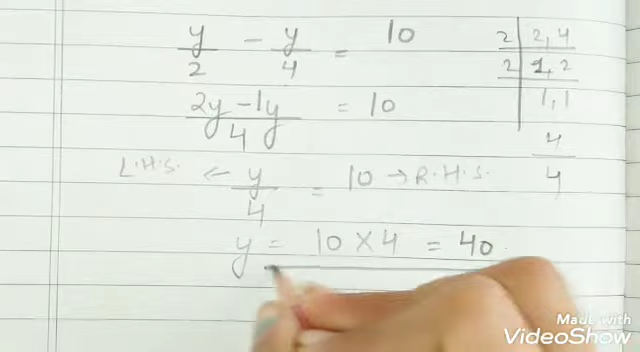 y/2 - y/4 = 10
2y - 1y / 4 = 10
L.H.S. ← y/4 = 10 → R.H.S.
y = 10 × 4 = 40
2 | 2, 4
2 | 1, 2
1, 1
4
4
Made with
VideoShow